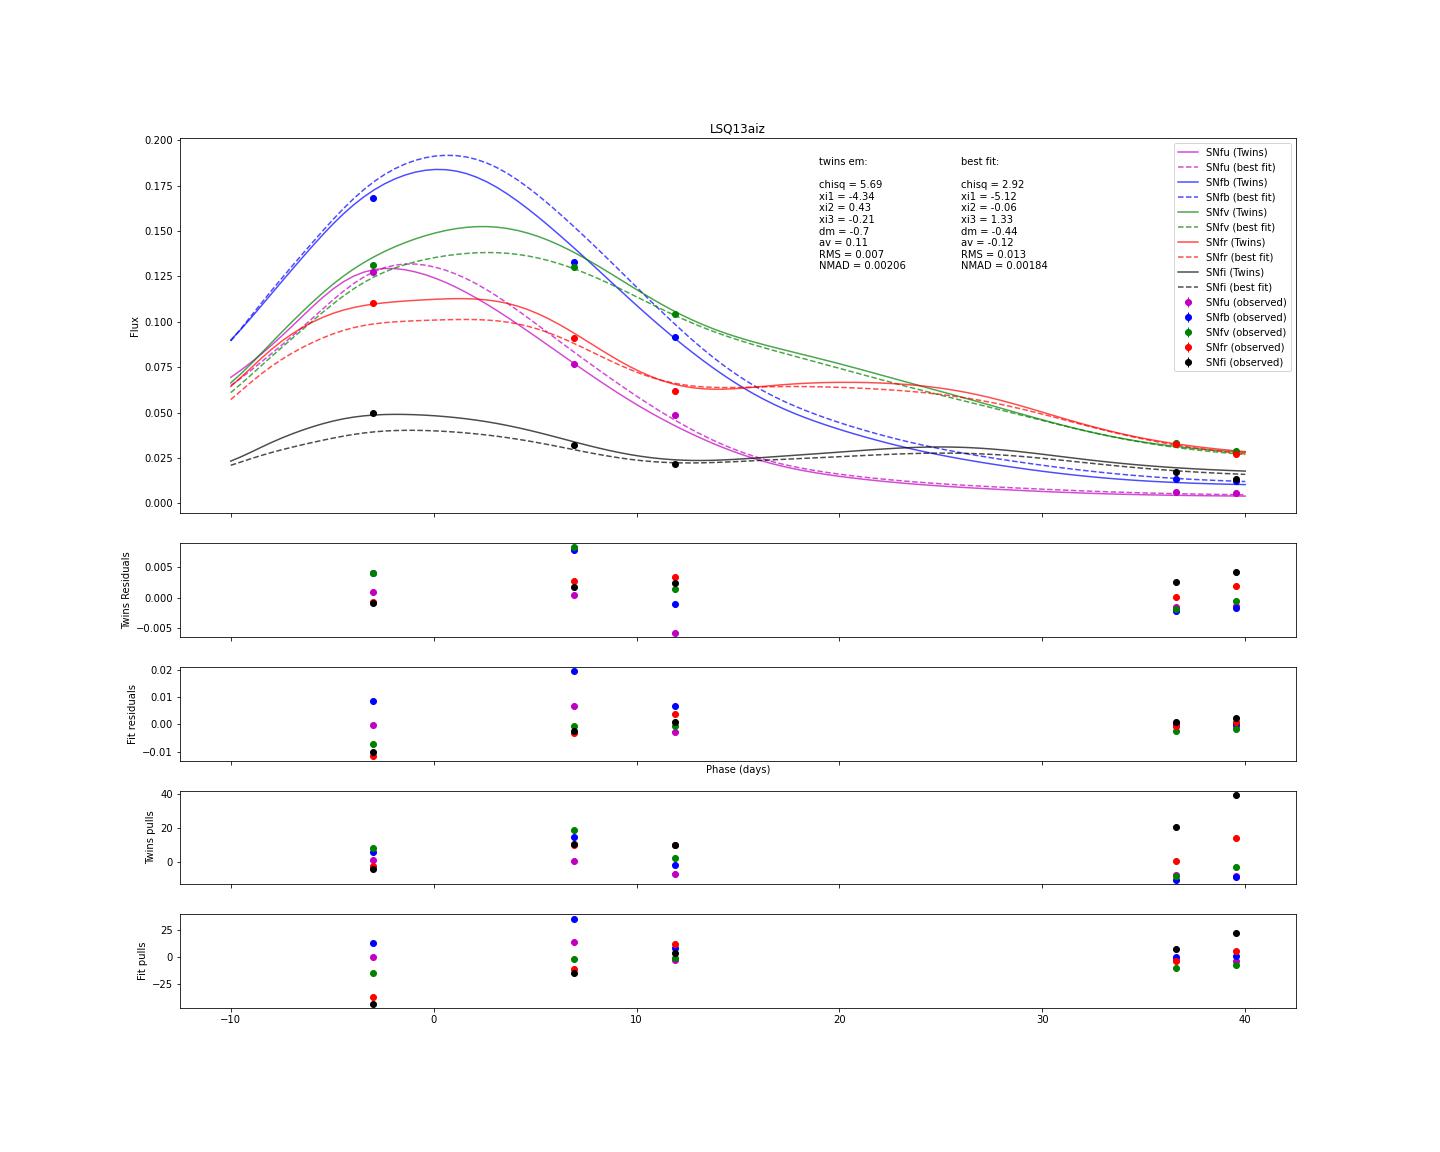 LSQ13aiz
0.200
0.175
0.150
0.125
0.100
0.075
0.050
0.025
0.000
Flux
twins em:
chisq = 5.69
xi1 = -4.34
xi2 = 0.43
xi3 = -0.21
dm = -0.7
av = 0.11
RMS = 0.007
NMAD = 0.00206
best fit:
chisq = 2.92
xi1 = -5.12
xi2 = -0.06
xi3 = 1.33
dm = -0.44
av = -0.12
RMS = 0.013
NMAD = 0.00184
SNfu (Twins)
SNfu (best fit)
SNfb (Twins)
SNfb (best fit)
SNfv (Twins)
SNfv (best fit)
SNfr (Twins)
SNfr (best fit)
SNfi (Twins)
SNfi (best fit)
SNfu (observed)
SNfb (observed)
SNfv (observed)
SNfr (observed)
SNfi (observed)
0.005
0.000
−0.005
Twins Residuals
0.02
0.01
0.00
−0.01
Fit residuals
Phase (days)
40
20
0
Twins pulls
25
0
−25
Fit pulls
−10
0
10
20
30
40